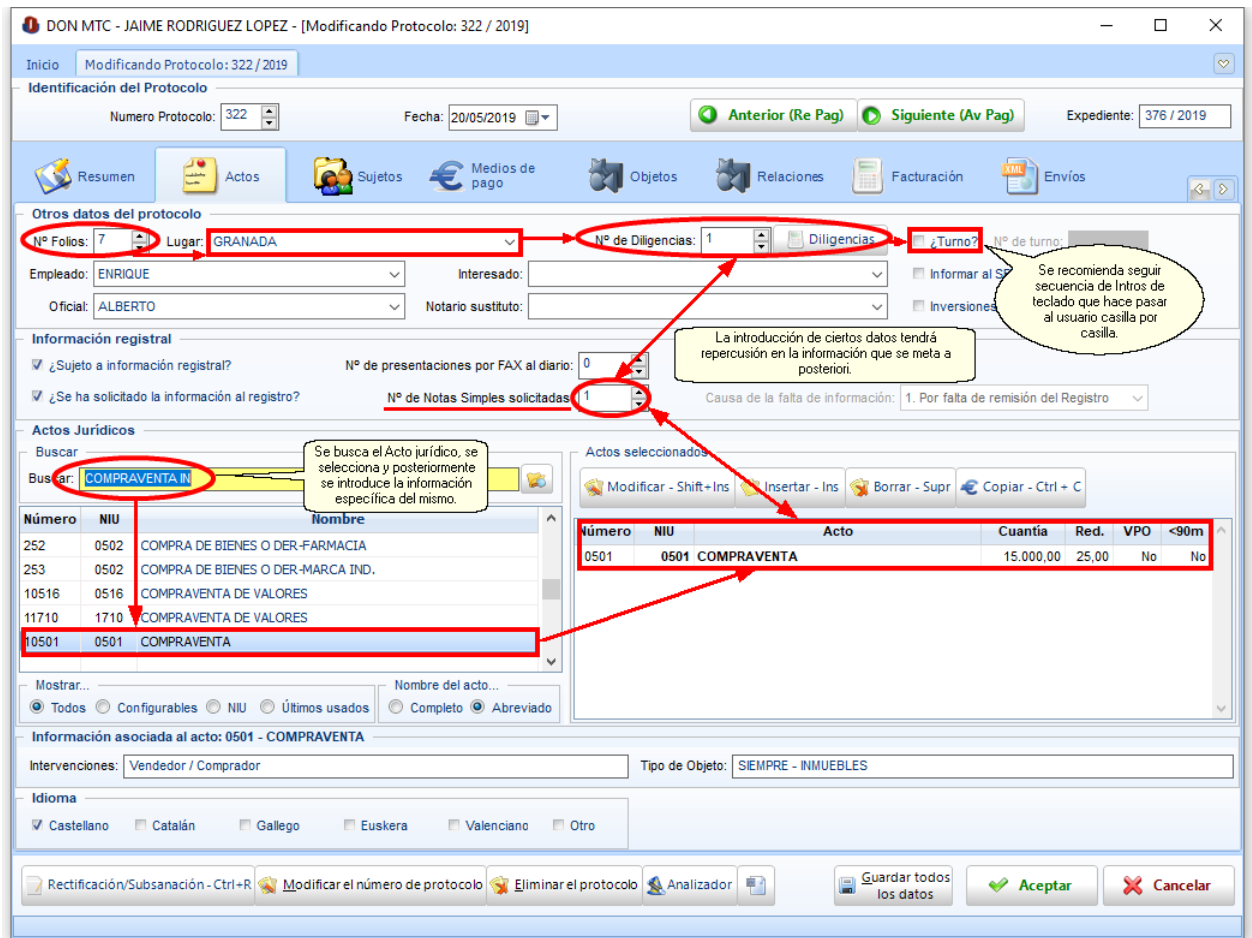 DON MTC - JAIME RODRIGUEZ LOPEZ - [Modificando Protocolo: 322 / 2019]
Inicio Modificando Protocolo: 322 / 2019
Identificación del Protocolo
Numero Protocolo: 322 Fecha: 20/05/2019 Anterior (Re Pag) Siguiente (Av Pag) Expediente: 376 / 2019
Resumen Actos Sujetos Medios de pago Objetos Relaciones Facturación XML Envíos
Otros datos del protocolo
Nº Folios: 7 Lugar: GRANADA Nº de Diligencias: 1 Diligencias ¿Turno? Nº de turno:
Empleado: ENRIQUE Interesado: Informar al
Oficial: ALBERTO Notario sustituto: Inversiones
Se recomienda seguir
secuencia de Intros de
teclado que hace pasar
al usuario casilla por
casilla.
Información registral
La introducción de ciertos datos tendrá
repercusión en la información que se meta a
posteriori.
¿Sujeto a información registral? Nº de presentaciones por FAX al diario: 0
¿Se ha solicitado la información al registro? Nº de Notas Simples solicitadas 1 Causa de la falta de información: 1. Por falta de remisión del Registro
Actos Jurídicos
Buscar
Buscar: COMPRAVENTA IN
Se busca el Acto jurídico, se
selecciona y posteriormente
se introduce la información
específica del mismo.
Número NIU Nombre
252 0502 COMPRA DE BIENES O DER-FARMACIA
253 0502 COMPRA DE BIENES O DER-MARCA IND.
10516 0516 COMPRAVENTA DE VALORES
11710 1710 COMPRAVENTA DE VALORES
10501 0501 COMPRAVENTA
Mostrar...
Todos Configurables NIU Últimos usados
Nombre del acto...
Completo Abreviado
Actos seleccionados
Modificar - Shift+Ins Insertar - Ins Borrar - Supr Copiar - Ctrl + C
Número NIU Acto Cuantía Red. VPO <90m
0501 0501 COMPRAVENTA 15.000,00 25,00 No No
Información asociada al acto: 0501 - COMPRAVENTA
Intervenciones: Vendedor / Comprador Tipo de Objeto: SIEMPRE - INMUEBLES
Idioma
Castellano Catalán Gallego Euskera Valenciano Otro
Rectificación/Subsanación - Ctrl+R Modificar el número de protocolo Eliminar el protocolo Analizador Guardar todos los datos Aceptar Cancelar